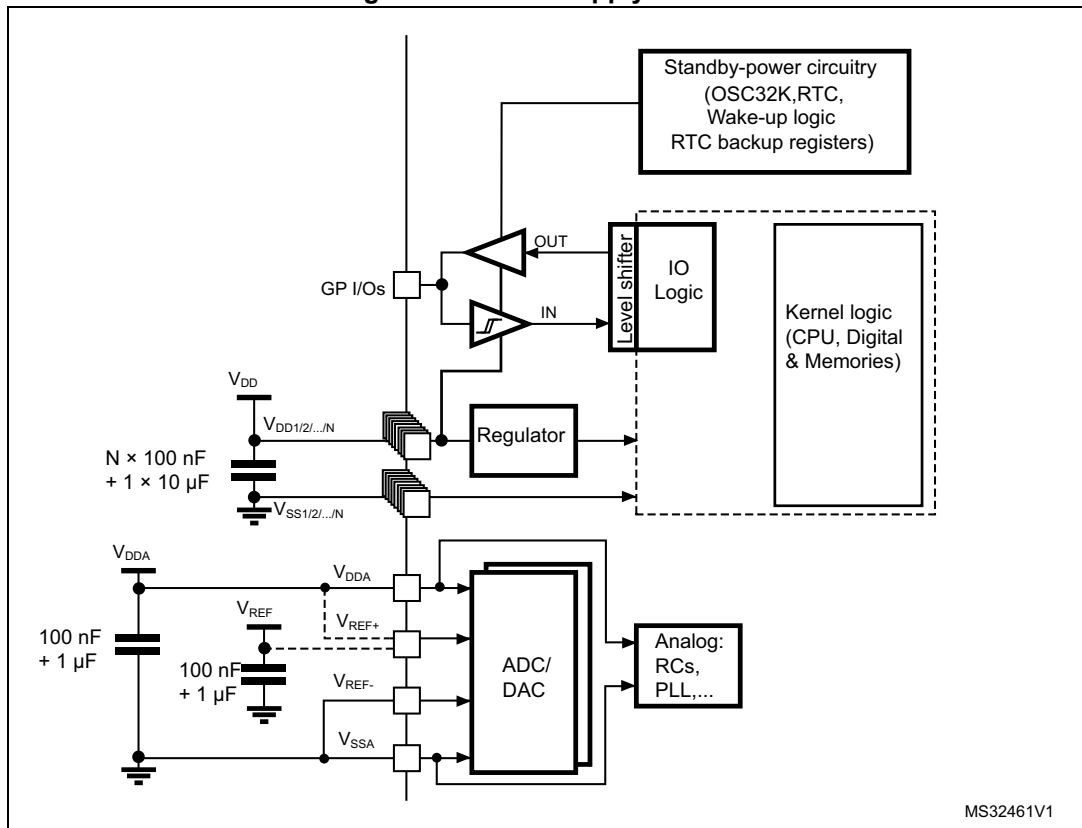 Standby-power circuitry
(OSC32K,RTC,
Wake-up logic
RTC backup registers)
OUT
Level shifter
IO
Logic
GP I/Os
IN
Kernel logic
(CPU, Digital
& Memories)
VDD
VDD1/2/.../N
Regulator
N × 100 nF
+ 1 × 10 µF
VSS1/2/.../N
VDDA
VDDA
VREF
VREF+
100 nF
+ 1 µF
100 nF
+ 1 µF
VREF-
ADC/
DAC
Analog:
RCs,
PLL,...
VSSA
MS32461V1